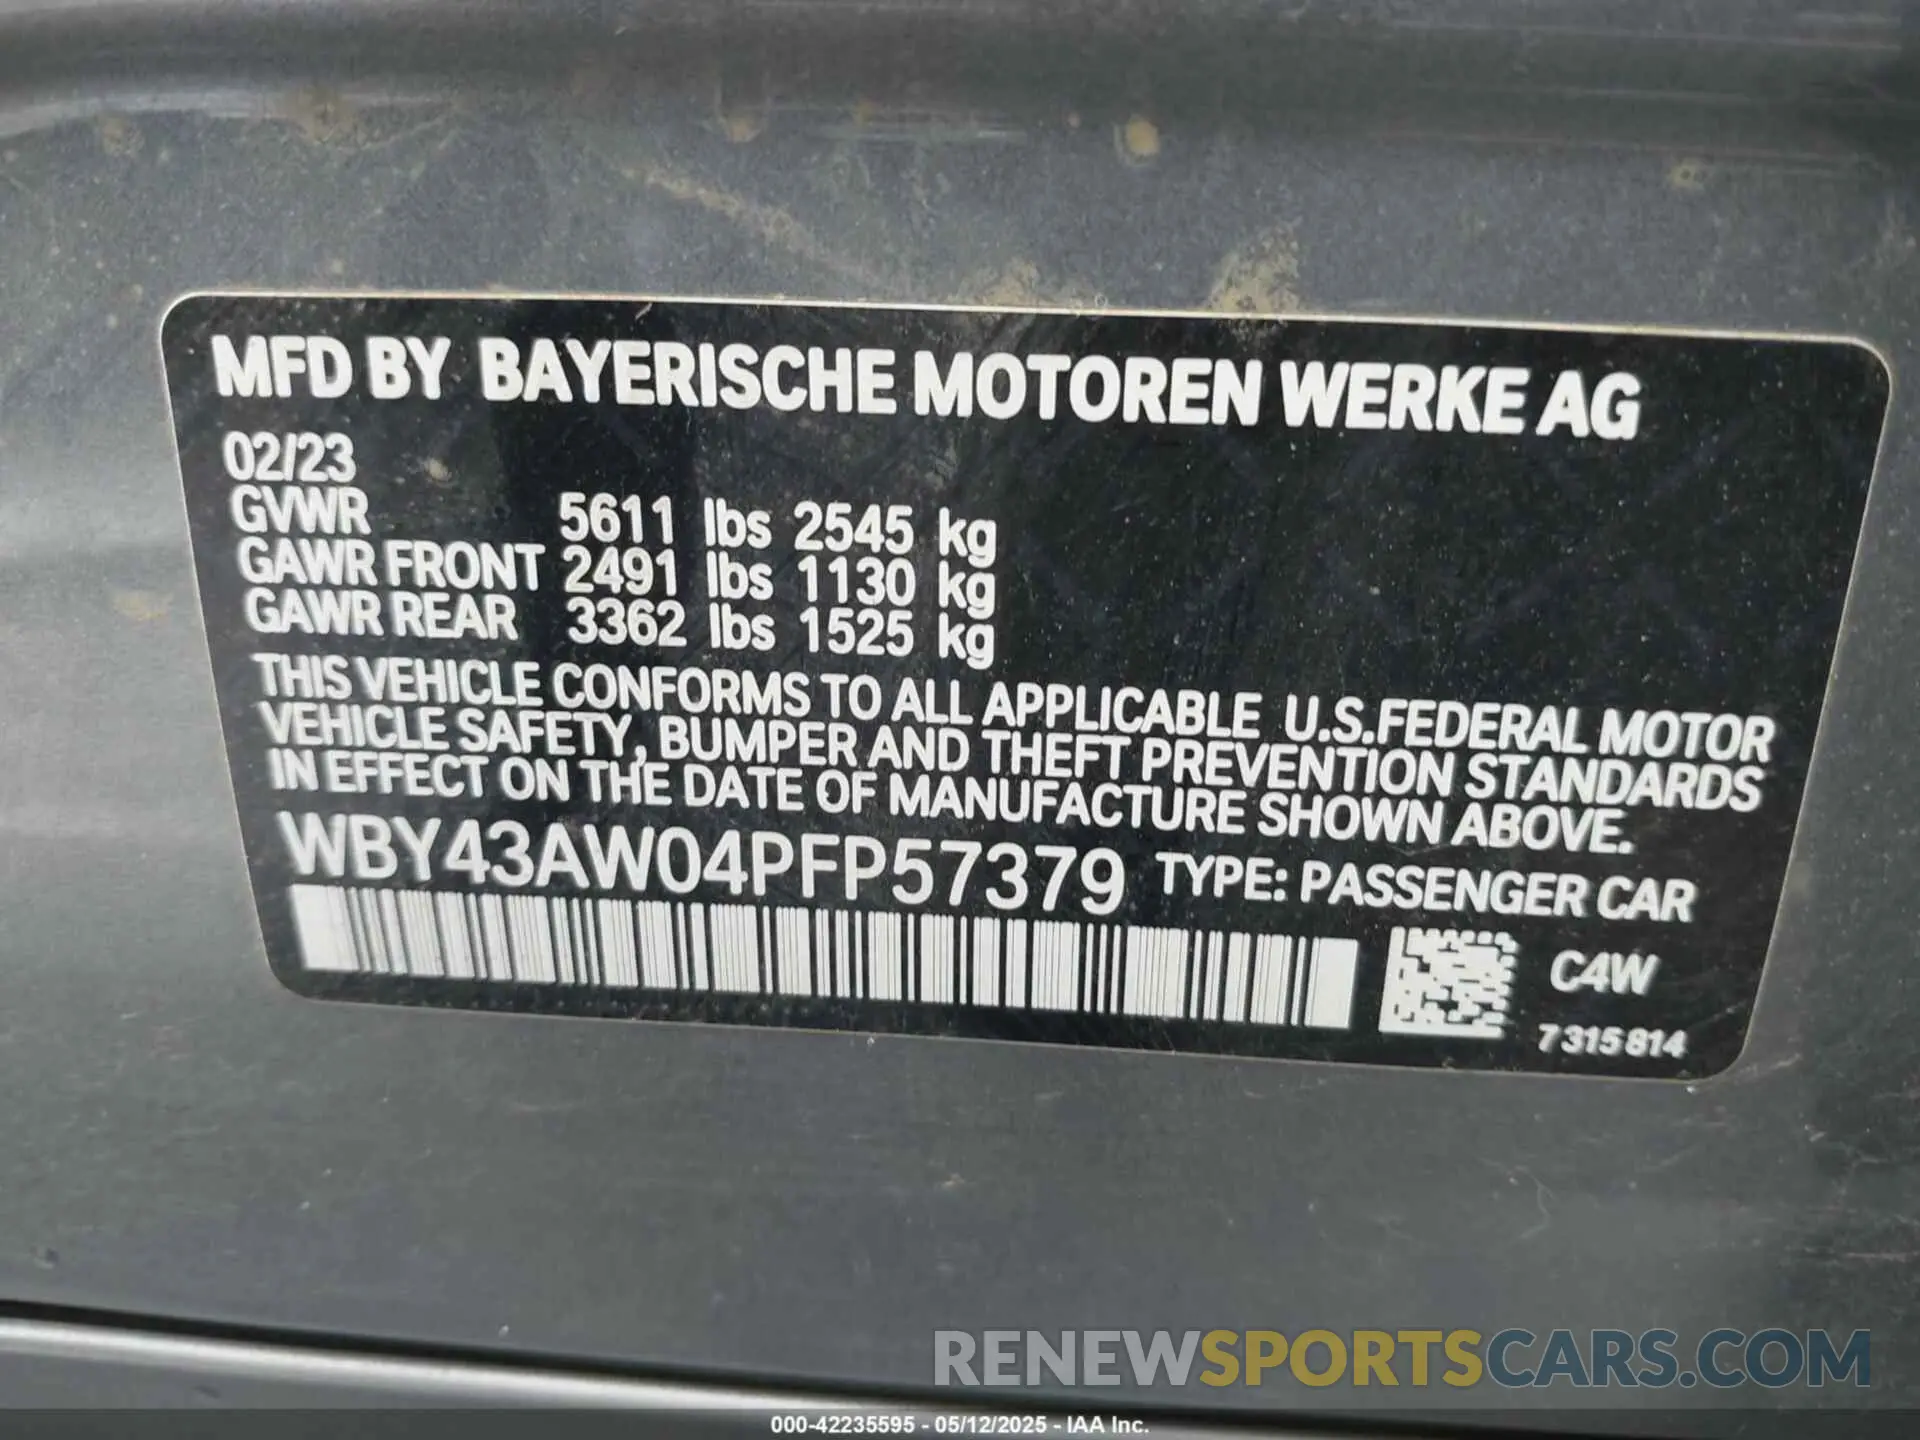 MFD BY BAYERISCHE MOTOREN WERKE AG
02/23
GVWR 5611 lbs 2545 kg
GAWR FRONT 2491 lbs 1130 kg
GAWR REAR 3362 lbs 1525 kg
THIS VEHICLE CONFORMS TO ALL APPLICABLE U.S.FEDERAL MOTOR
VEHICLE SAFETY, BUMPER AND THEFT PREVENTION STANDARDS
IN EFFECT ON THE DATE OF MANUFACTURE SHOWN ABOVE.
WBY43AW04PFP57379 TYPE: PASSENGER CAR
C4W
7 315 814
RENEWSPORTSCARS.COM
000-42235595 - 05/12/2025 - IAA Inc.